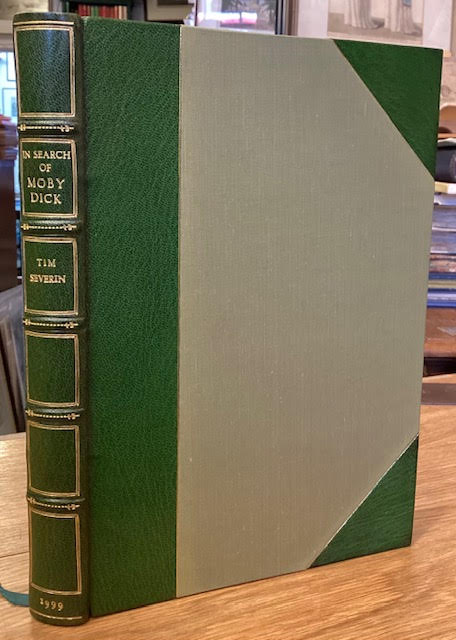 IN SEARCH
OF
MOBY
DICK
TIM
SEVERIN
1999